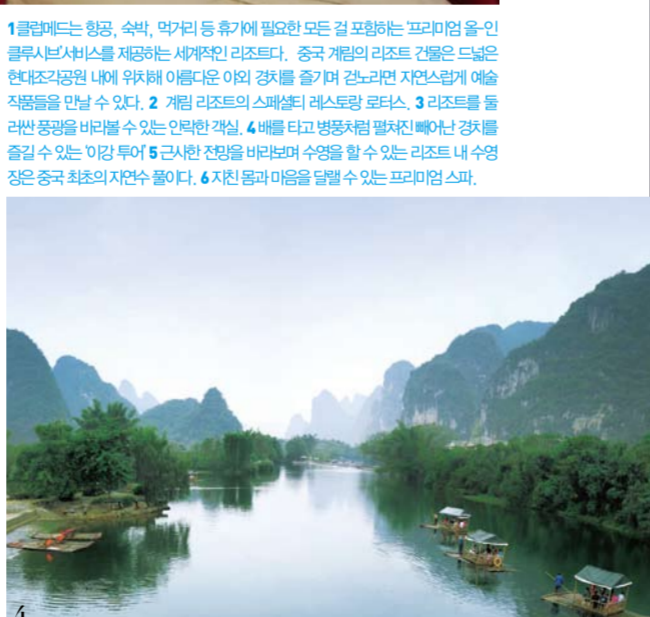 1 클럽메드는 항공, 숙박, 먹거리 등 휴가에 필요한 모든 걸 포함하는 ‘프리미엄 올-인
클루시브’서비스를 제공하는 세계적인 리조트다. 중국 계림의 리조트 건물은 드넓은
현대조각공원 내에 위치해 아름다운 야외 경치를 즐기며 걷노라면 자연스럽게 예술
작품들을 만날 수 있다. 2 계림 리조트의 스페셜티 레스토랑 로터스. 3 리조트를 둘
러싼 풍광을 바라볼 수 있는 안락한 객실. 4 배를 타고 병풍처럼 펼쳐진 빼어난 경치를
즐길 수 있는 ‘이강 투어’ 5 근사한 전망을 바라보며 수영을 할 수 있는 리조트 내 수영
장은 중국 최초의 자연수 풀이다. 6 지친 몸과 마음을 달랠 수 있는 프리미엄 스파.
4